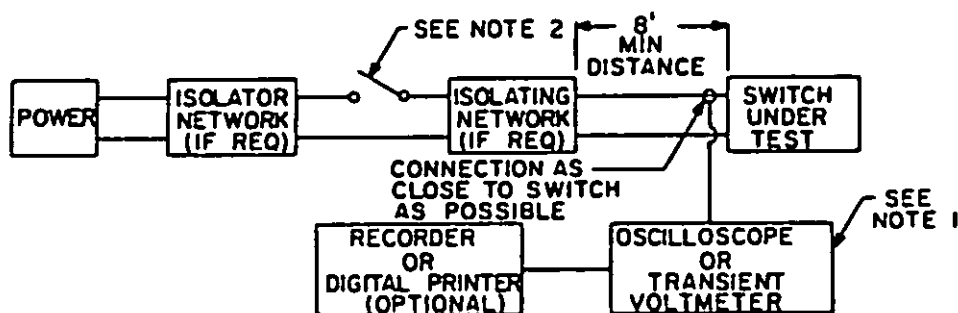 SEE NOTE 2
8'
MIN
DISTANCE
POWER
ISOLATOR
NETWORK
(IF REQ)
ISOLATING
NETWORK
(IF REQ)
SWITCH
UNDER
TEST
CONNECTION AS
CLOSE TO SWITCH
AS POSSIBLE
SEE
NOTE 1
RECORDER
OR
DIGITAL PRINTER
(OPTIONAL)
OSCILLOSCOPE
OR
TRANSIENT
VOLTMETER